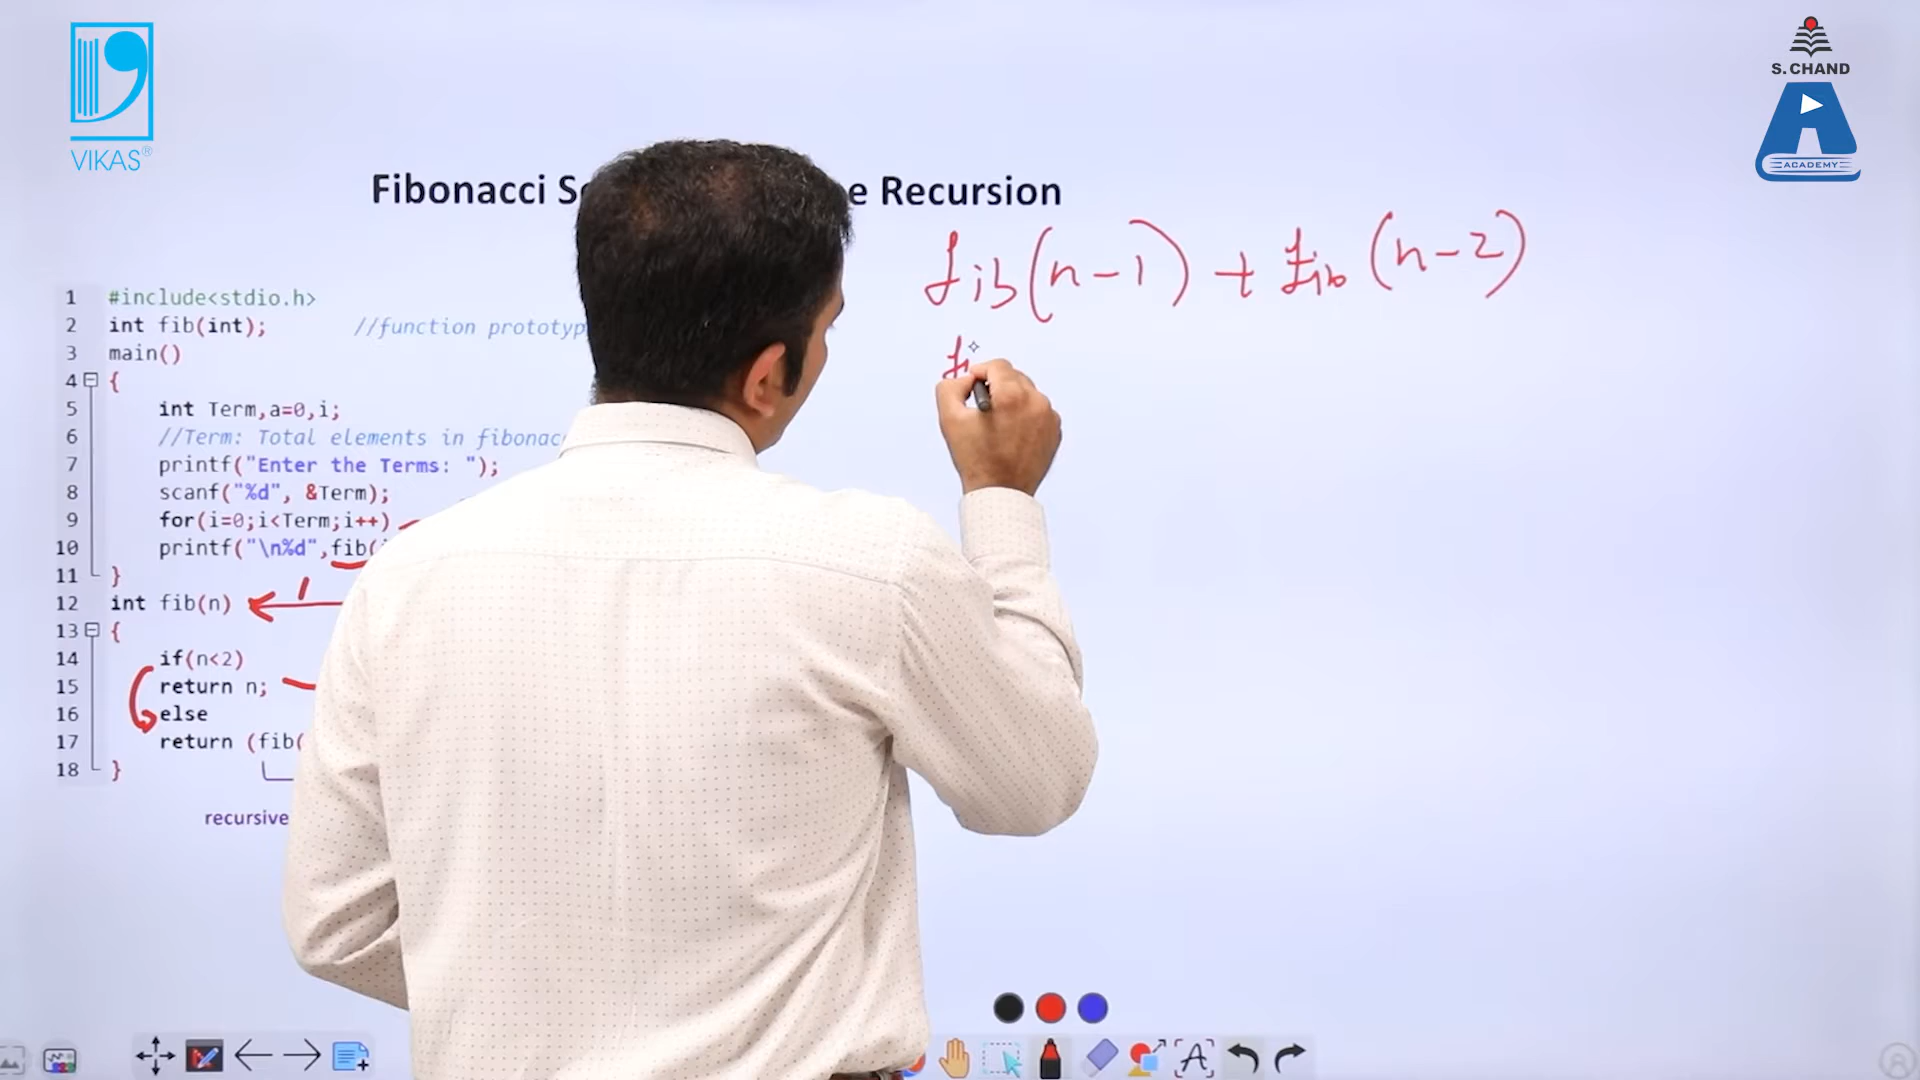 VIKAS®
S. CHAND
ACADEMY
Fibonacci Recursion
fib(n-1) + fib(n-2)
1 #include<stdio.h>
2 int fib(int); //function
3 main()
4 {
5 int Term,a=0,i;
6 //Term: Total elements in
7 printf("Enter the Terms: ");
8 scanf("%d", &Term);
9 for(i=0;i<Term;i++)
10 printf("\n%d",fib(
11 }
12 int fib(n)
13 {
14 if(n<2)
15 return n;
16 else
17 return (fib(
18 }
recursive